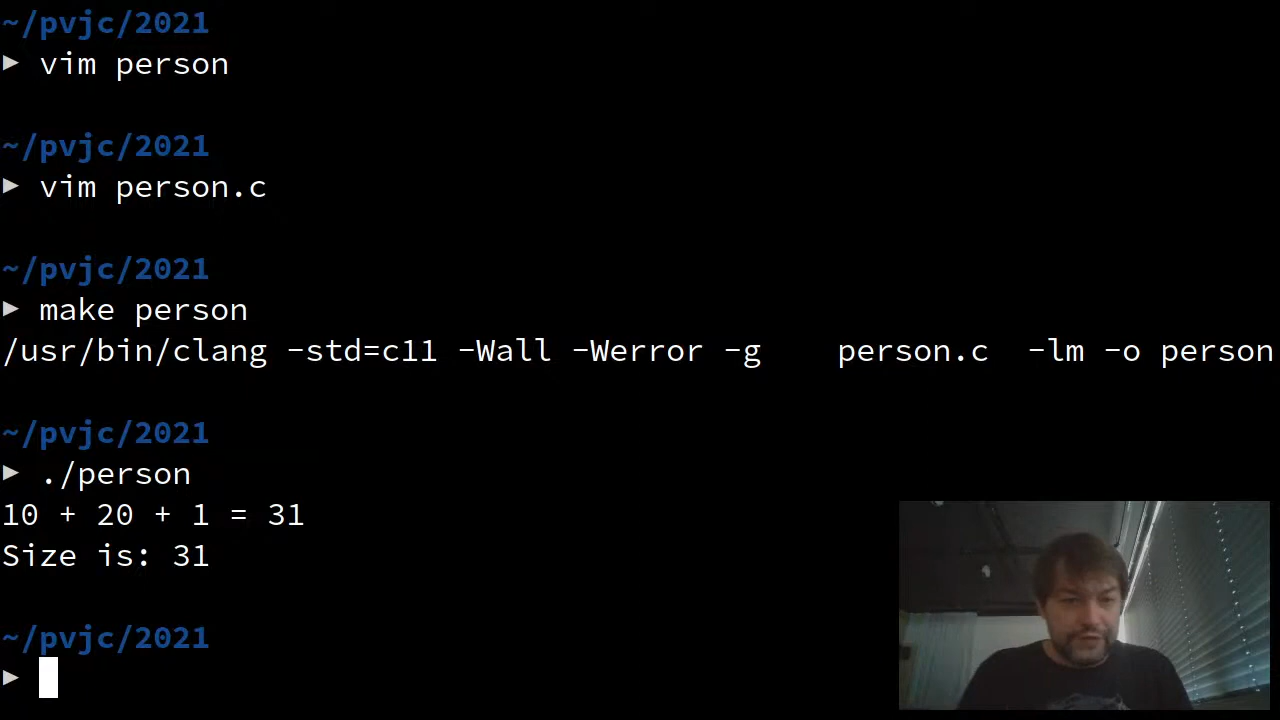 ~/pvjc/2021
▶ vim person
~/pvjc/2021
▶ vim person.c
~/pvjc/2021
▶ make person
/usr/bin/clang -std=c11 -Wall -Werror -g    person.c  -lm -o person
~/pvjc/2021
▶ ./person
10 + 20 + 1 = 31
Size is: 31
~/pvjc/2021
▶